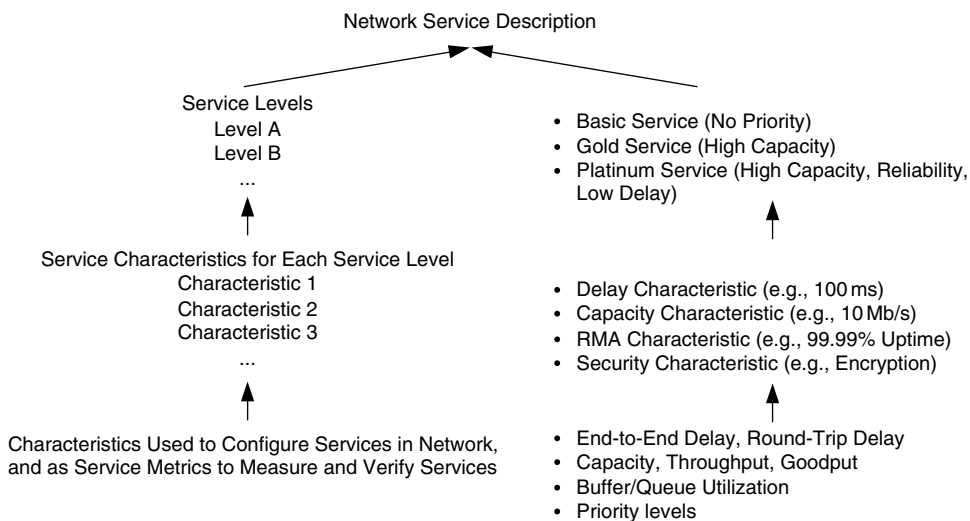 Network Service Description
Service Levels
Level A
Level B
...
Service Characteristics for Each Service Level
Characteristic 1
Characteristic 2
Characteristic 3
...
Characteristics Used to Configure Services in Network,
and as Service Metrics to Measure and Verify Services
• Basic Service (No Priority)
• Gold Service (High Capacity)
• Platinum Service (High Capacity, Reliability,
Low Delay)
• Delay Characteristic (e.g., 100 ms)
• Capacity Characteristic (e.g., 10 Mb/s)
• RMA Characteristic (e.g., 99.99% Uptime)
• Security Characteristic (e.g., Encryption)
• End-to-End Delay, Round-Trip Delay
• Capacity, Throughput, Goodput
• Buffer/Queue Utilization
• Priority levels